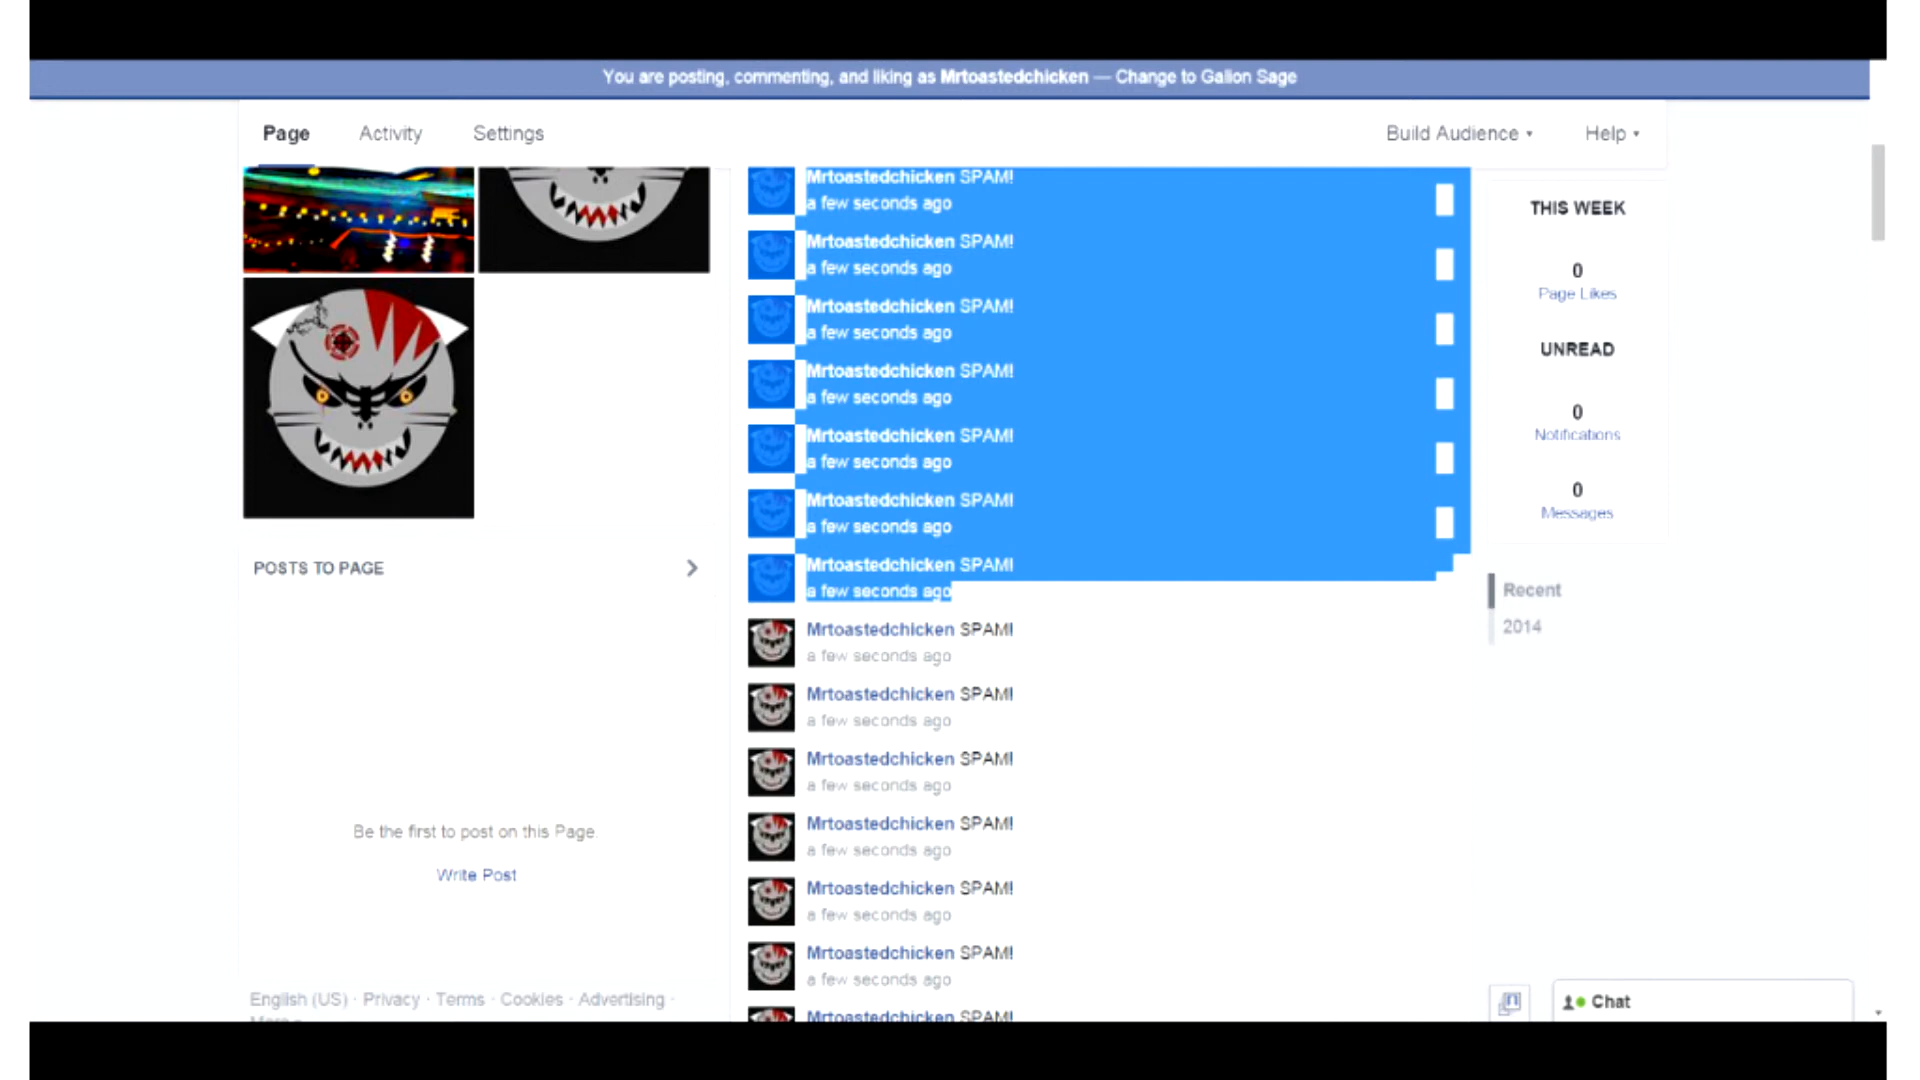 You are posting, commenting, and liking as Mrtoastedchicken — Change to Galion Sage
Page Activity Settings Build Audience Help
Mrtoastedchicken SPAM!
a few seconds ago
Mrtoastedchicken SPAM!
a few seconds ago
Mrtoastedchicken SPAM!
a few seconds ago
Mrtoastedchicken SPAM!
a few seconds ago
Mrtoastedchicken SPAM!
a few seconds ago
Mrtoastedchicken SPAM!
a few seconds ago
Mrtoastedchicken SPAM!
a few seconds ago
Mrtoastedchicken SPAM!
a few seconds ago
Mrtoastedchicken SPAM!
a few seconds ago
Mrtoastedchicken SPAM!
a few seconds ago
Mrtoastedchicken SPAM!
a few seconds ago
Mrtoastedchicken SPAM!
a few seconds ago
Mrtoastedchicken SPAM!
a few seconds ago
Mrtoastedchicken SPAM!
THIS WEEK
0
Page Likes
UNREAD
0
Notifications
0
Messages
Recent
2014
POSTS TO PAGE
Be the first to post on this Page.
Write Post
English (US) · Privacy · Terms · Cookies · Advertising ·
Chat